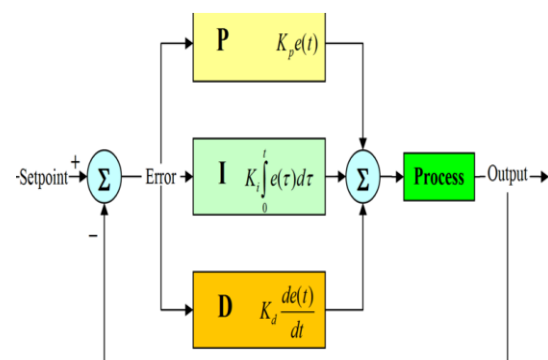 P K_p e(t)
-Setpoint + Σ Error I K_i ∫_0^t e(τ)dτ Σ Process Output
−
D K_d de(t)/dt